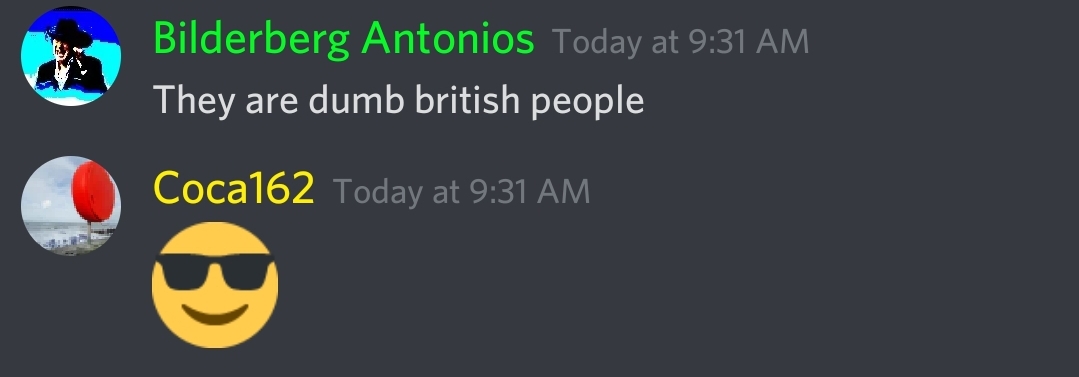 Bilderberg Antonios Today at 9:31 AM
They are dumb british people
Coca162 Today at 9:31 AM